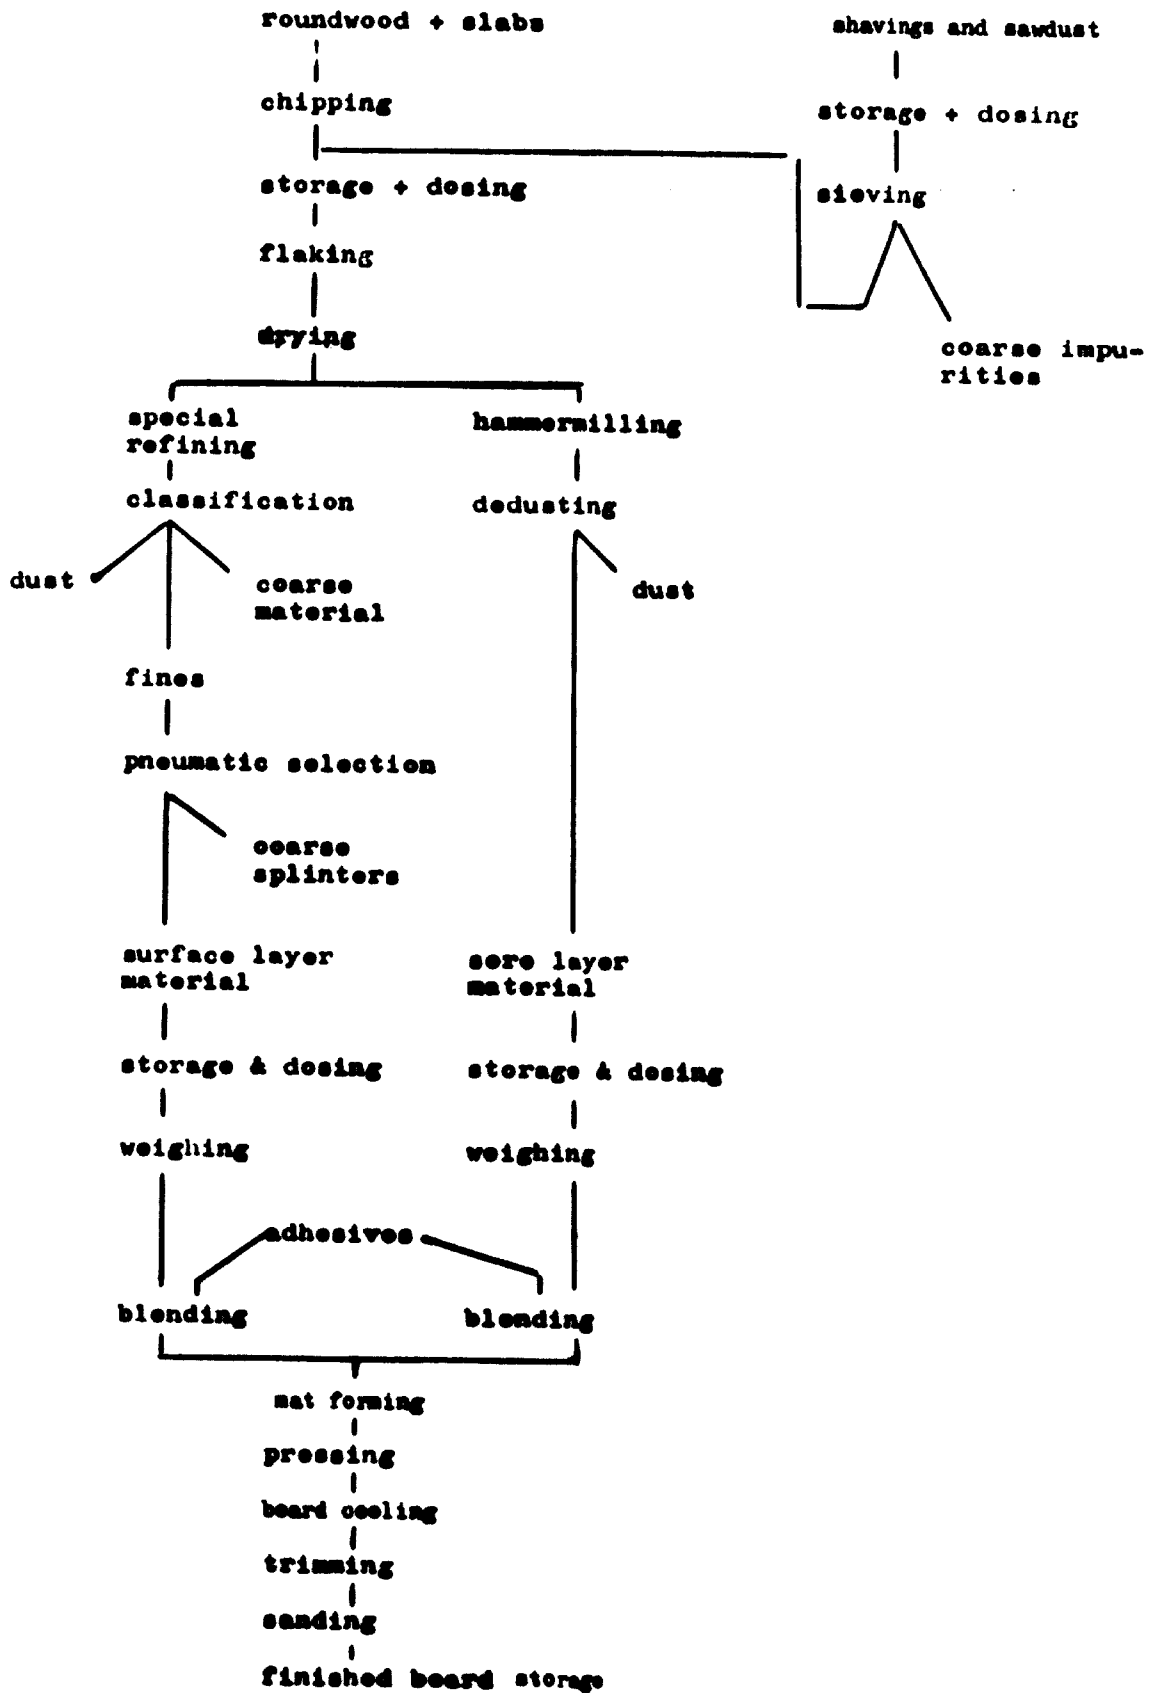 roundwood + slabs
shavings and sawdust
chipping
storage + dosing
storage + dosing
sieving
flaking
drying
coarse impu-
rities
special
refining
hammermilling
classification
dedusting
dust
coarse
material
dust
fines
pneumatic selection
coarse
splinters
surface layer
material
sore layer
material
storage & dosing
storage & dosing
weighing
weighing
adhesives
blending
blending
mat forming
pressing
board cooling
trimming
sanding
finished board storage